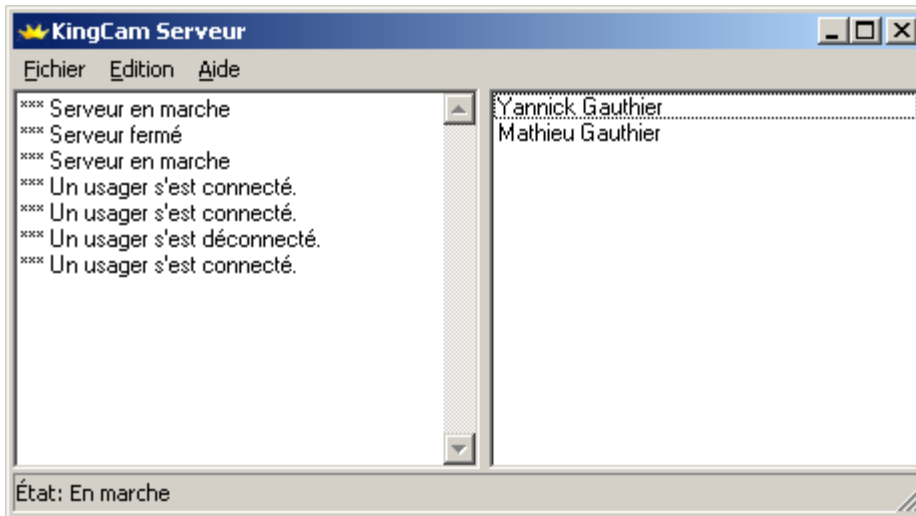 KingCam Serveur
Fichier Edition Aide
*** Serveur en marche
*** Serveur fermé
*** Serveur en marche
*** Un usager s'est connecté.
*** Un usager s'est connecté.
*** Un usager s'est déconnecté.
*** Un usager s'est connecté.
Yannick Gauthier
Mathieu Gauthier
État: En marche